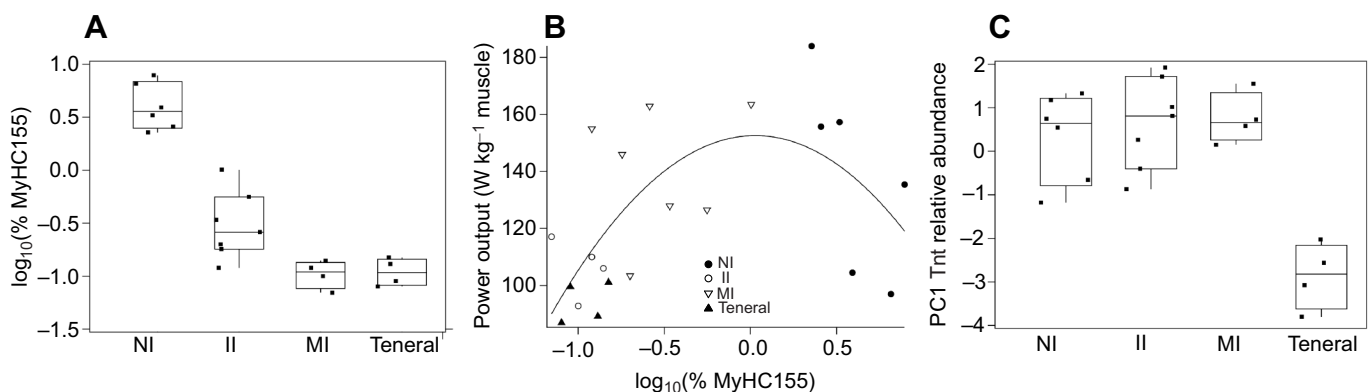 A
log10(% MyHC155)
1.0
0.5
0.0
–0.5
–1.0
–1.5
NI II MI Teneral
B
Power output (W kg–1 muscle)
180
160
140
120
100
NI
II
MI
Teneral
–1.0 –0.5 0.0 0.5
log10(% MyHC155)
C
PC1 Tnt relative abundance
2
1
0
–1
–2
–3
–4
NI II MI Teneral